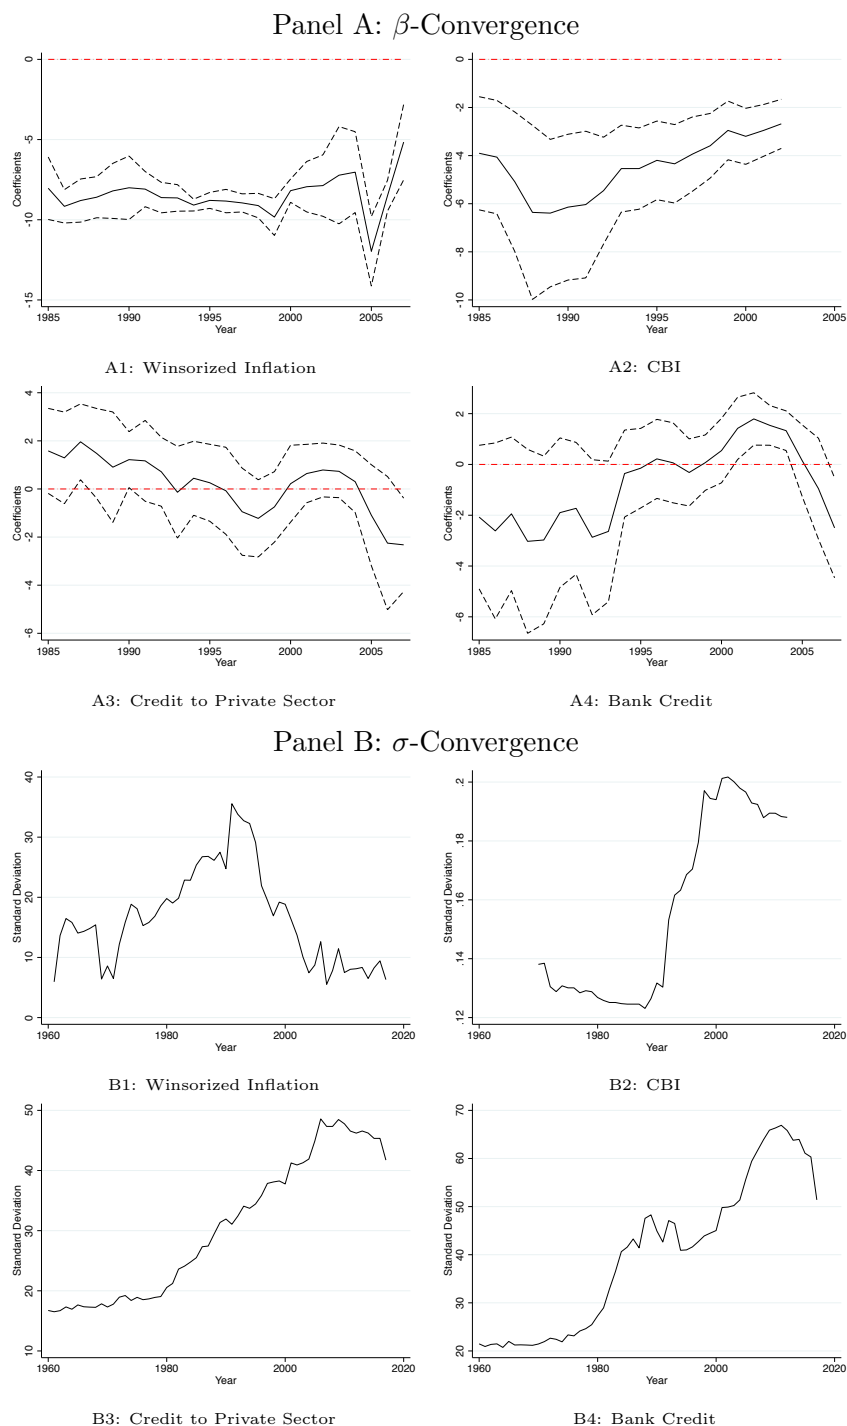 Panel A: β-Convergence
Coefficients
0
-5
-10
-15
1985 1990 1995 2000 2005
Year
A1: Winsorized Inflation
Coefficients
0
-2
-4
-6
-8
-10
1985 1990 1995 2000 2005
Year
A2: CBI
Coefficients
4
2
0
-2
-4
-6
1985 1990 1995 2000 2005
Year
A3: Credit to Private Sector
Coefficients
2
0
-2
-4
-6
1985 1990 1995 2000 2005
Year
A4: Bank Credit
Panel B: σ-Convergence
Standard Deviation
40
30
20
10
0
1960 1980 2000 2020
Year
B1: Winsorized Inflation
Standard Deviation
.2
.18
.16
.14
.12
1960 1980 2000 2020
Year
B2: CBI
Standard Deviation
50
40
30
20
10
1960 1980 2000 2020
Year
B3: Credit to Private Sector
Standard Deviation
70
60
50
40
30
20
1960 1980 2000 2020
Year
B4: Bank Credit